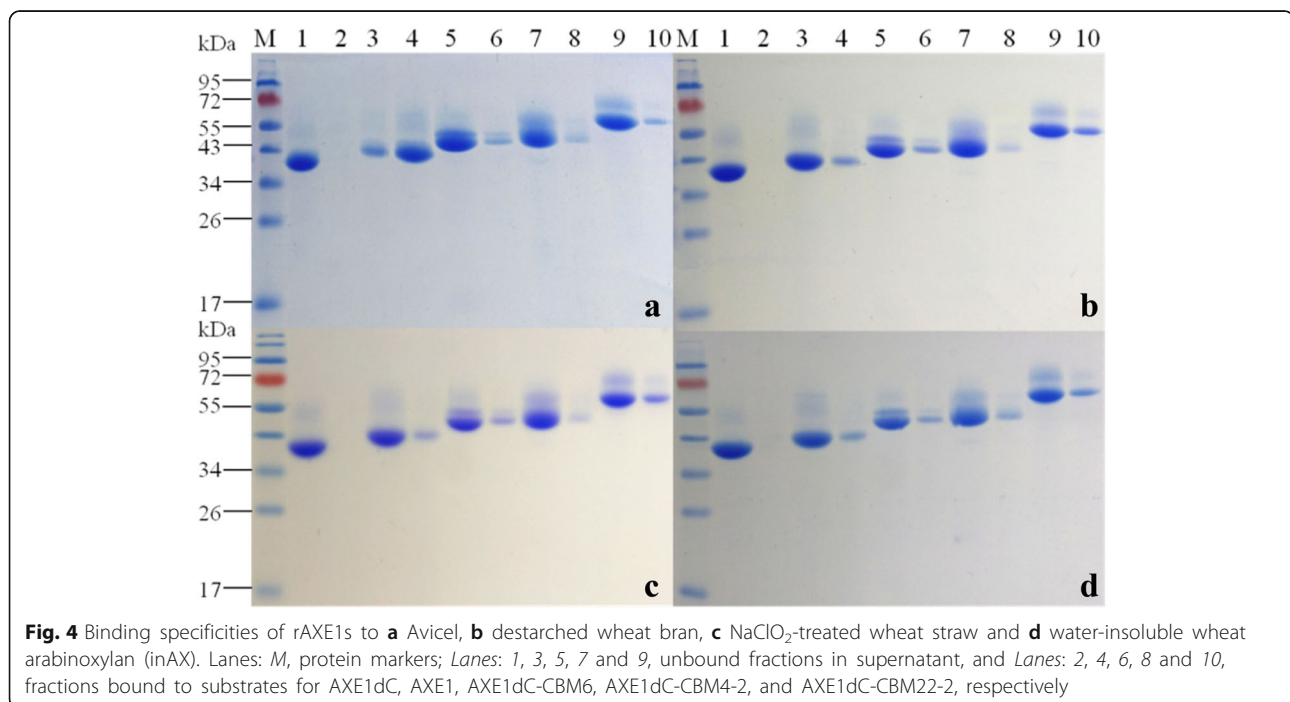 kDa M 1 2 3 4 5 6 7 8 9 10 M 1 2 3 4 5 6 7 8 9 10
95
72
55
43
34
26
17
a
b
kDa
95
72
55
34
26
17
c
d
Fig. 4 Binding specificities of rAXE1s to a Avicel, b destarched wheat bran, c NaClO₂-treated wheat straw and d water-insoluble wheat
arabinoxylan (inAX). Lanes: M, protein markers; Lanes: 1, 3, 5, 7 and 9, unbound fractions in supernatant, and Lanes: 2, 4, 6, 8 and 10,
fractions bound to substrates for AXE1dC, AXE1, AXE1dC-CBM6, AXE1dC-CBM4-2, and AXE1dC-CBM22-2, respectively